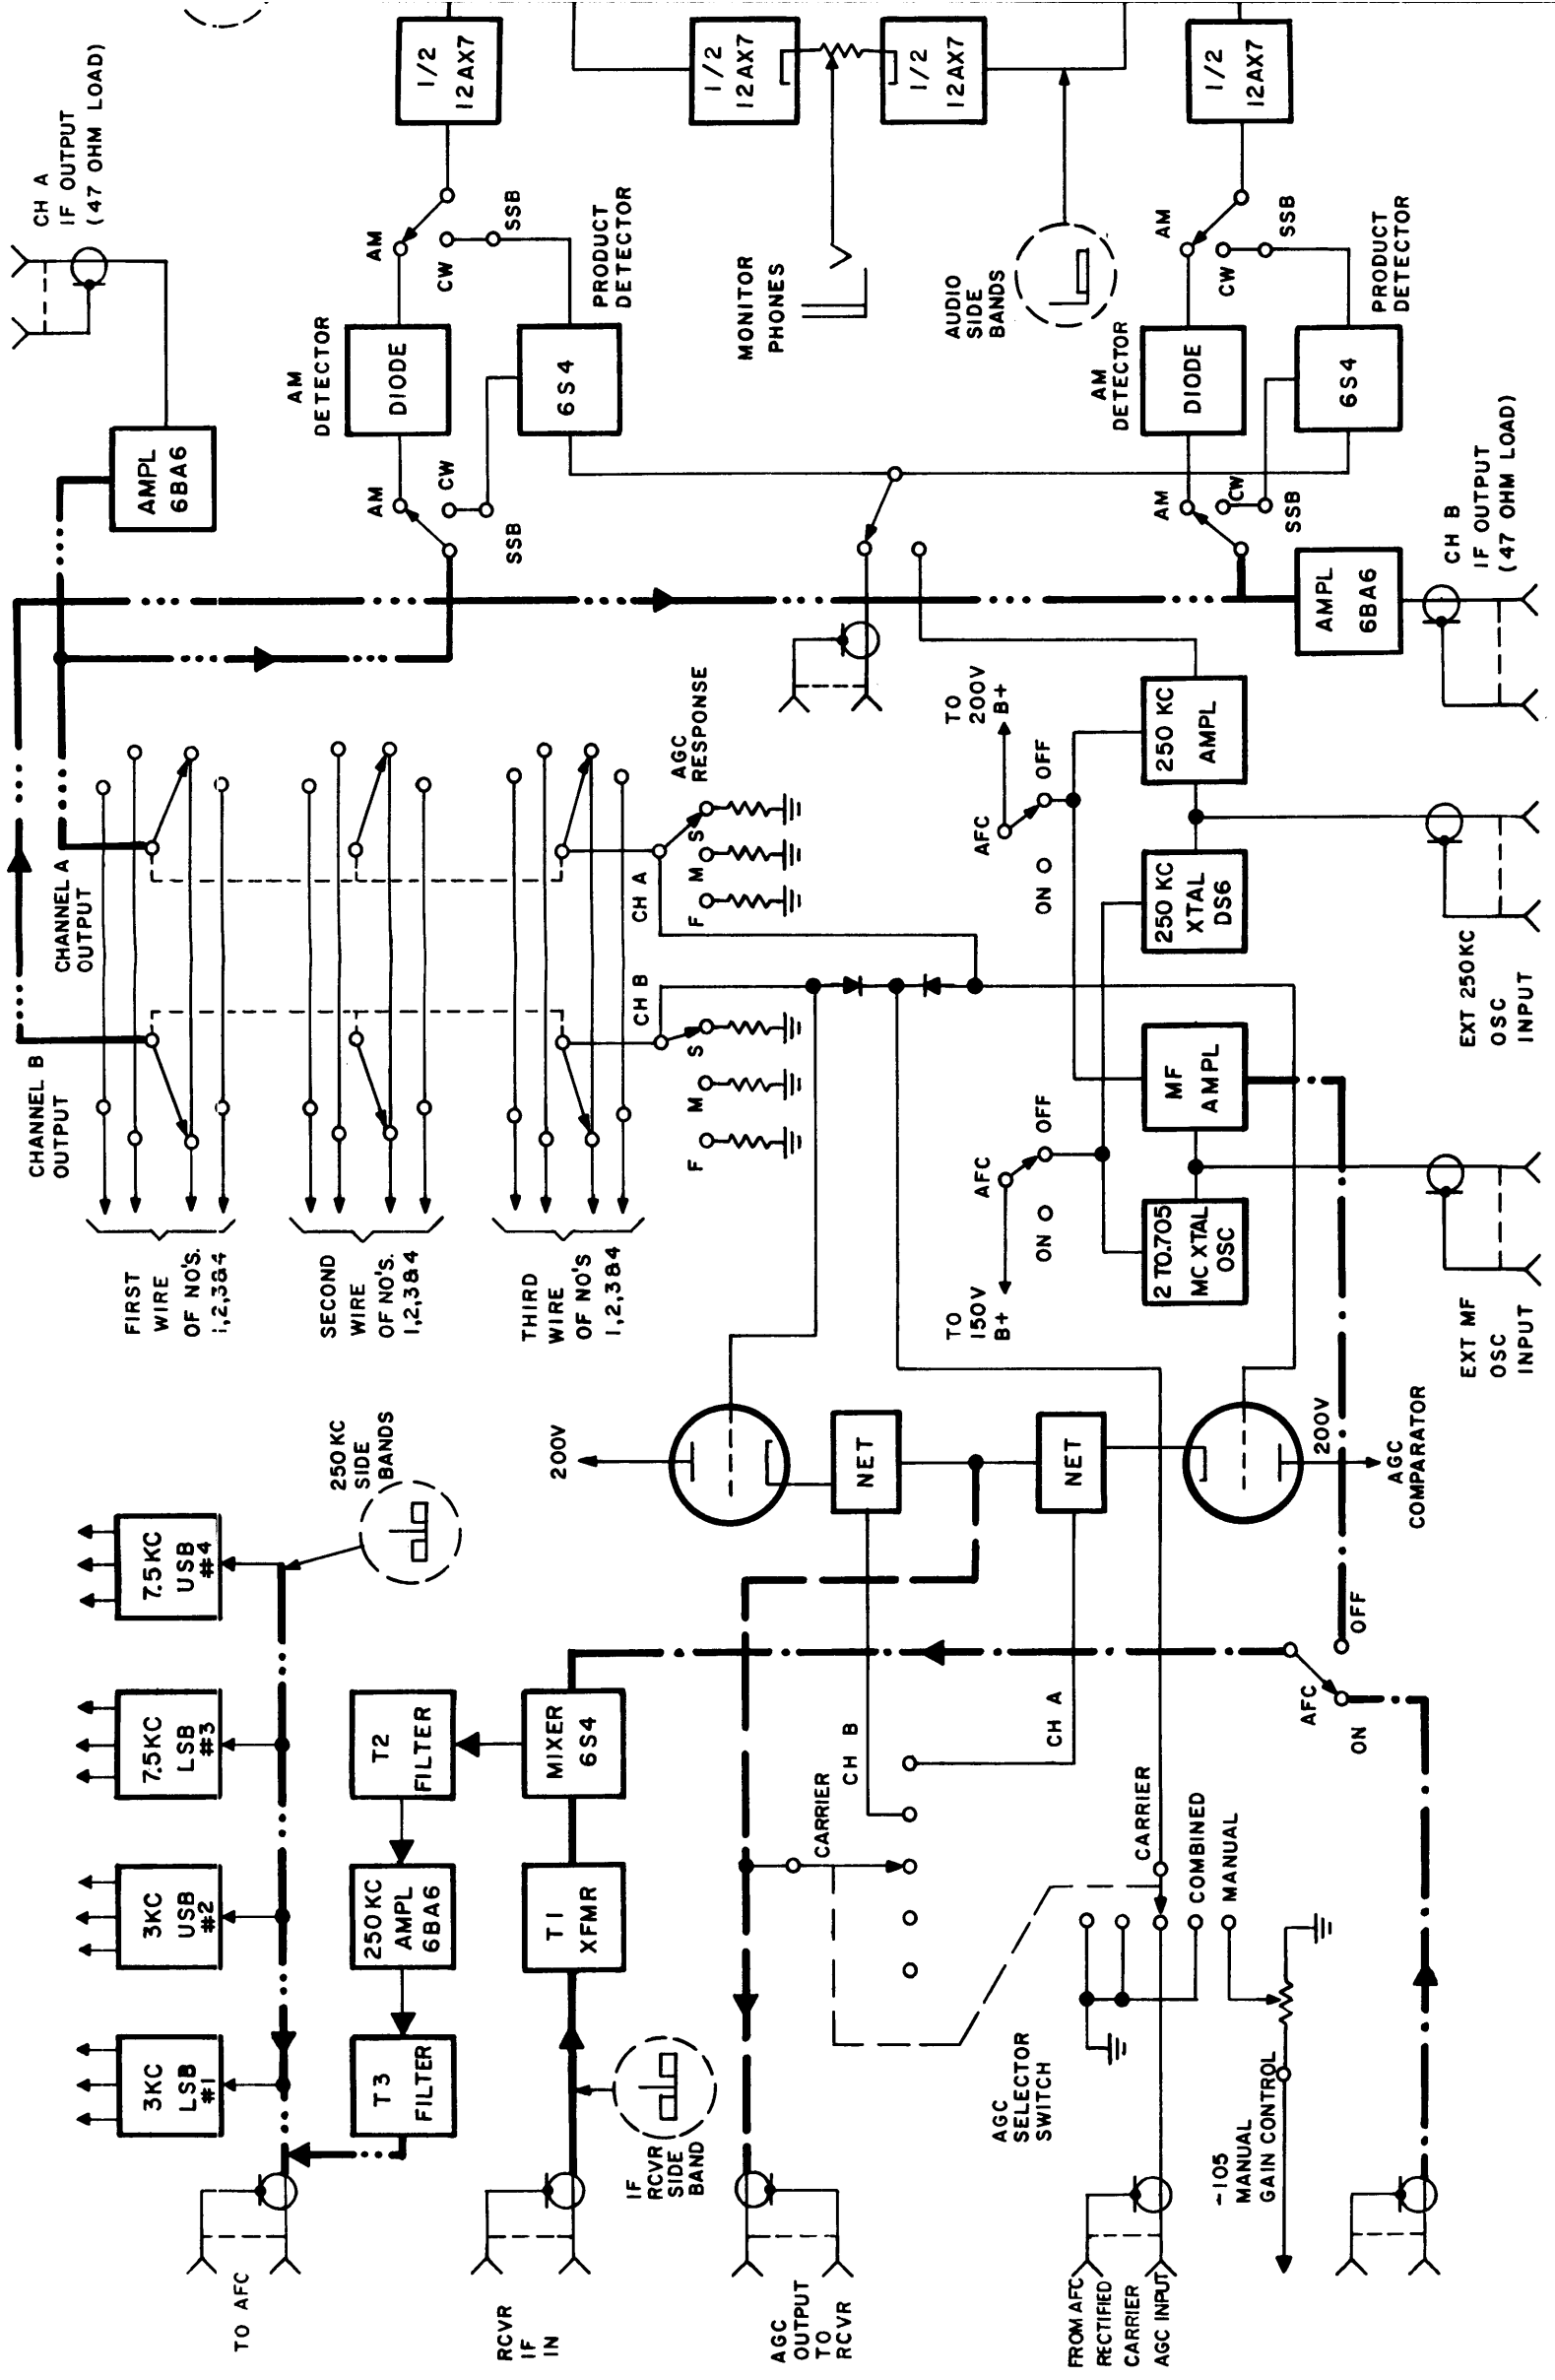 TO AFC
3KC
LSB
#1
3KC
USB
#2
7.5KC
LSB
#3
7.5KC
USB
#4
250KC
SIDE
BANDS
T3
FILTER
250KC
AMPL
6BA6
T2
FILTER
RCVR
IF
IN
IF
RCVR
SIDE
BAND
T1
XFMR
MIXER
6S4
AGC
OUTPUT
TO
RCVR
CARRIER
CH B
CH A
NET
NET
200V
200V
AGC
COMPARATOR
AGC
SELECTOR
SWITCH
CARRIER
COMBINED
MANUAL
FROM AFC
RECTIFIED
CARRIER
AGC INPUT
-105
MANUAL
GAIN CONTROL
AFC
ON
OFF
CHANNEL B
OUTPUT
CHANNEL A
OUTPUT
FIRST
WIRE
OF NO'S.
1,2,3&4
SECOND
WIRE
OF NO'S.
1,2,3&4
THIRD
WIRE
OF NO'S
1,2,3&4
CH B
CH A
F
M
S
F
M
S
AGC
RESPONSE
TO
150V
B+
AFC
ON
OFF
TO
200V
B+
AFC
ON
OFF
2 TO.705
MC XTAL
OSC
MF
AMPL
250 KC
XTAL
DS6
250 KC
AMPL
EXT MF
OSC
INPUT
EXT 250KC
OSC
INPUT
CH A
IF OUTPUT
(47 OHM LOAD)
AMPL
6BA6
AM
CW
SSB
AM
DETECTOR
DIODE
6S4
PRODUCT
DETECTOR
AM
CW
SSB
1/2
12AX7
1/2
12AX7
1/2
12AX7
MONITOR
PHONES
AUDIO
SIDE
BANDS
AM
CW
SSB
AM
DETECTOR
DIODE
6S4
PRODUCT
DETECTOR
AM
CW
SSB
1/2
12AX7
AMPL
6BA6
CH B
IF OUTPUT
(47 OHM LOAD)